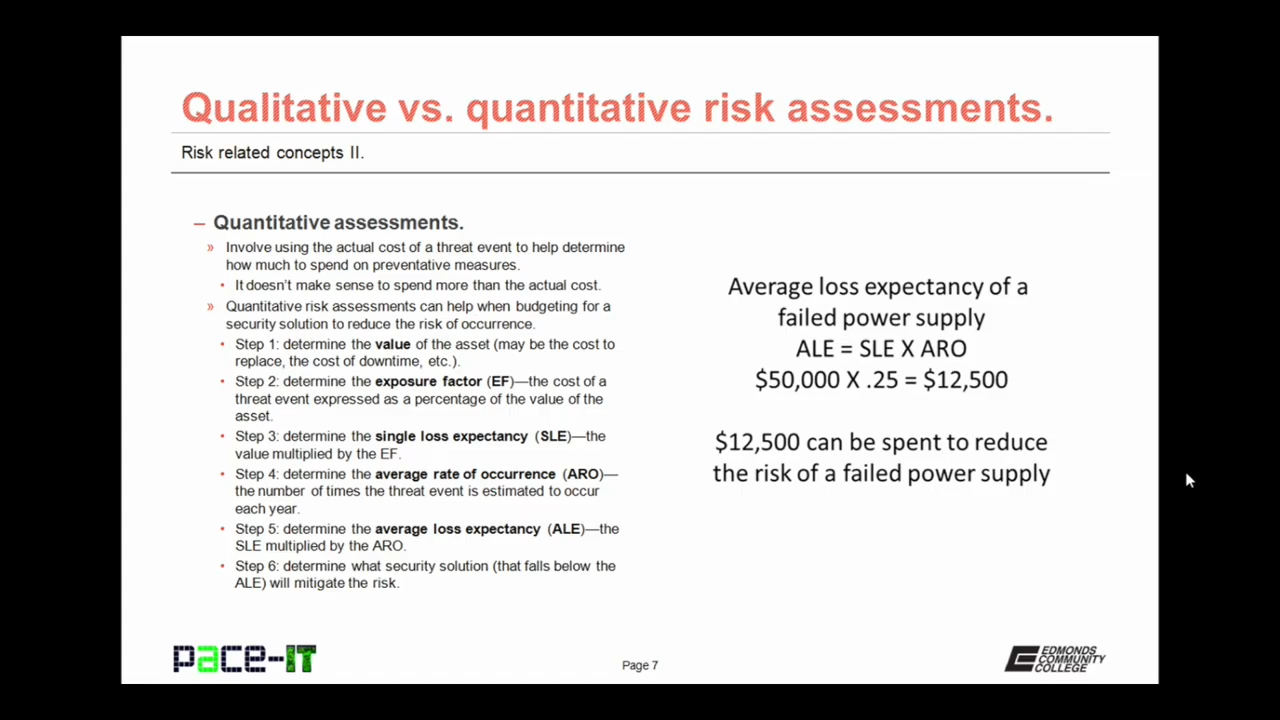 Qualitative vs. quantitative risk assessments.
Risk related concepts II.
– Quantitative assessments.
» Involve using the actual cost of a threat event to help determine
how much to spend on preventative measures.
• It doesn't make sense to spend more than the actual cost.
» Quantitative risk assessments can help when budgeting for a
security solution to reduce the risk of occurrence.
• Step 1: determine the value of the asset (may be the cost to
replace, the cost of downtime, etc.).
• Step 2: determine the exposure factor (EF)—the cost of a
threat event expressed as a percentage of the value of the
asset.
• Step 3: determine the single loss expectancy (SLE)—the
value multiplied by the EF.
• Step 4: determine the average rate of occurrence (ARO)—
the number of times the threat event is estimated to occur
each year.
• Step 5: determine the average loss expectancy (ALE)—the
SLE multiplied by the ARO.
• Step 6: determine what security solution (that falls below the
ALE) will mitigate the risk.
Average loss expectancy of a
failed power supply
ALE = SLE X ARO
$50,000 X .25 = $12,500
$12,500 can be spent to reduce
the risk of a failed power supply
pace-IT
Page 7
EDMONDS
COMMUNITY
COLLEGE